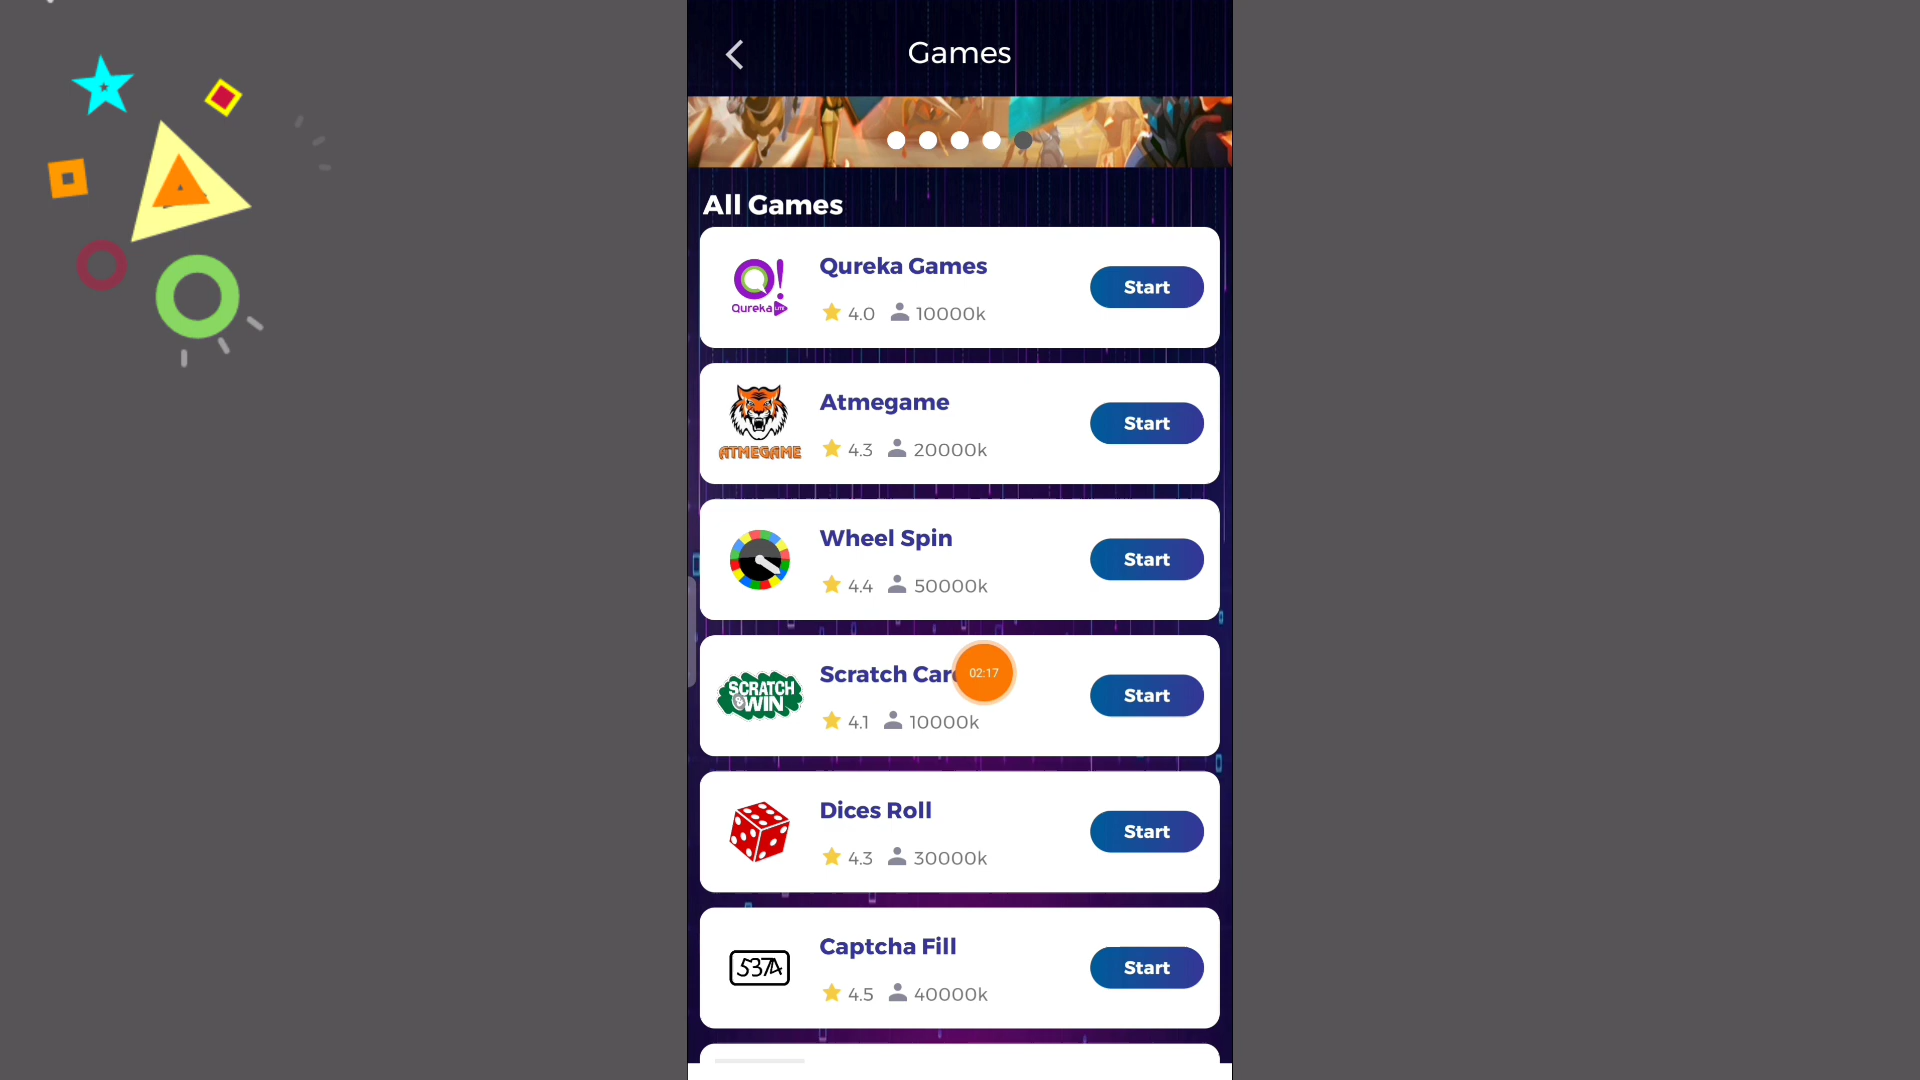 Games
All Games
Qureka Games
Start
4.0 10000k
Qureka Lite
Atmegame
Start
4.3 20000k
ATMEGAME
Wheel Spin
Start
4.4 50000k
Scratch Car
02:17
Start
SCRATCH
& WIN
4.1 10000k
Dices Roll
Start
4.3 30000k
Captcha Fill
Start
537A
4.5 40000k